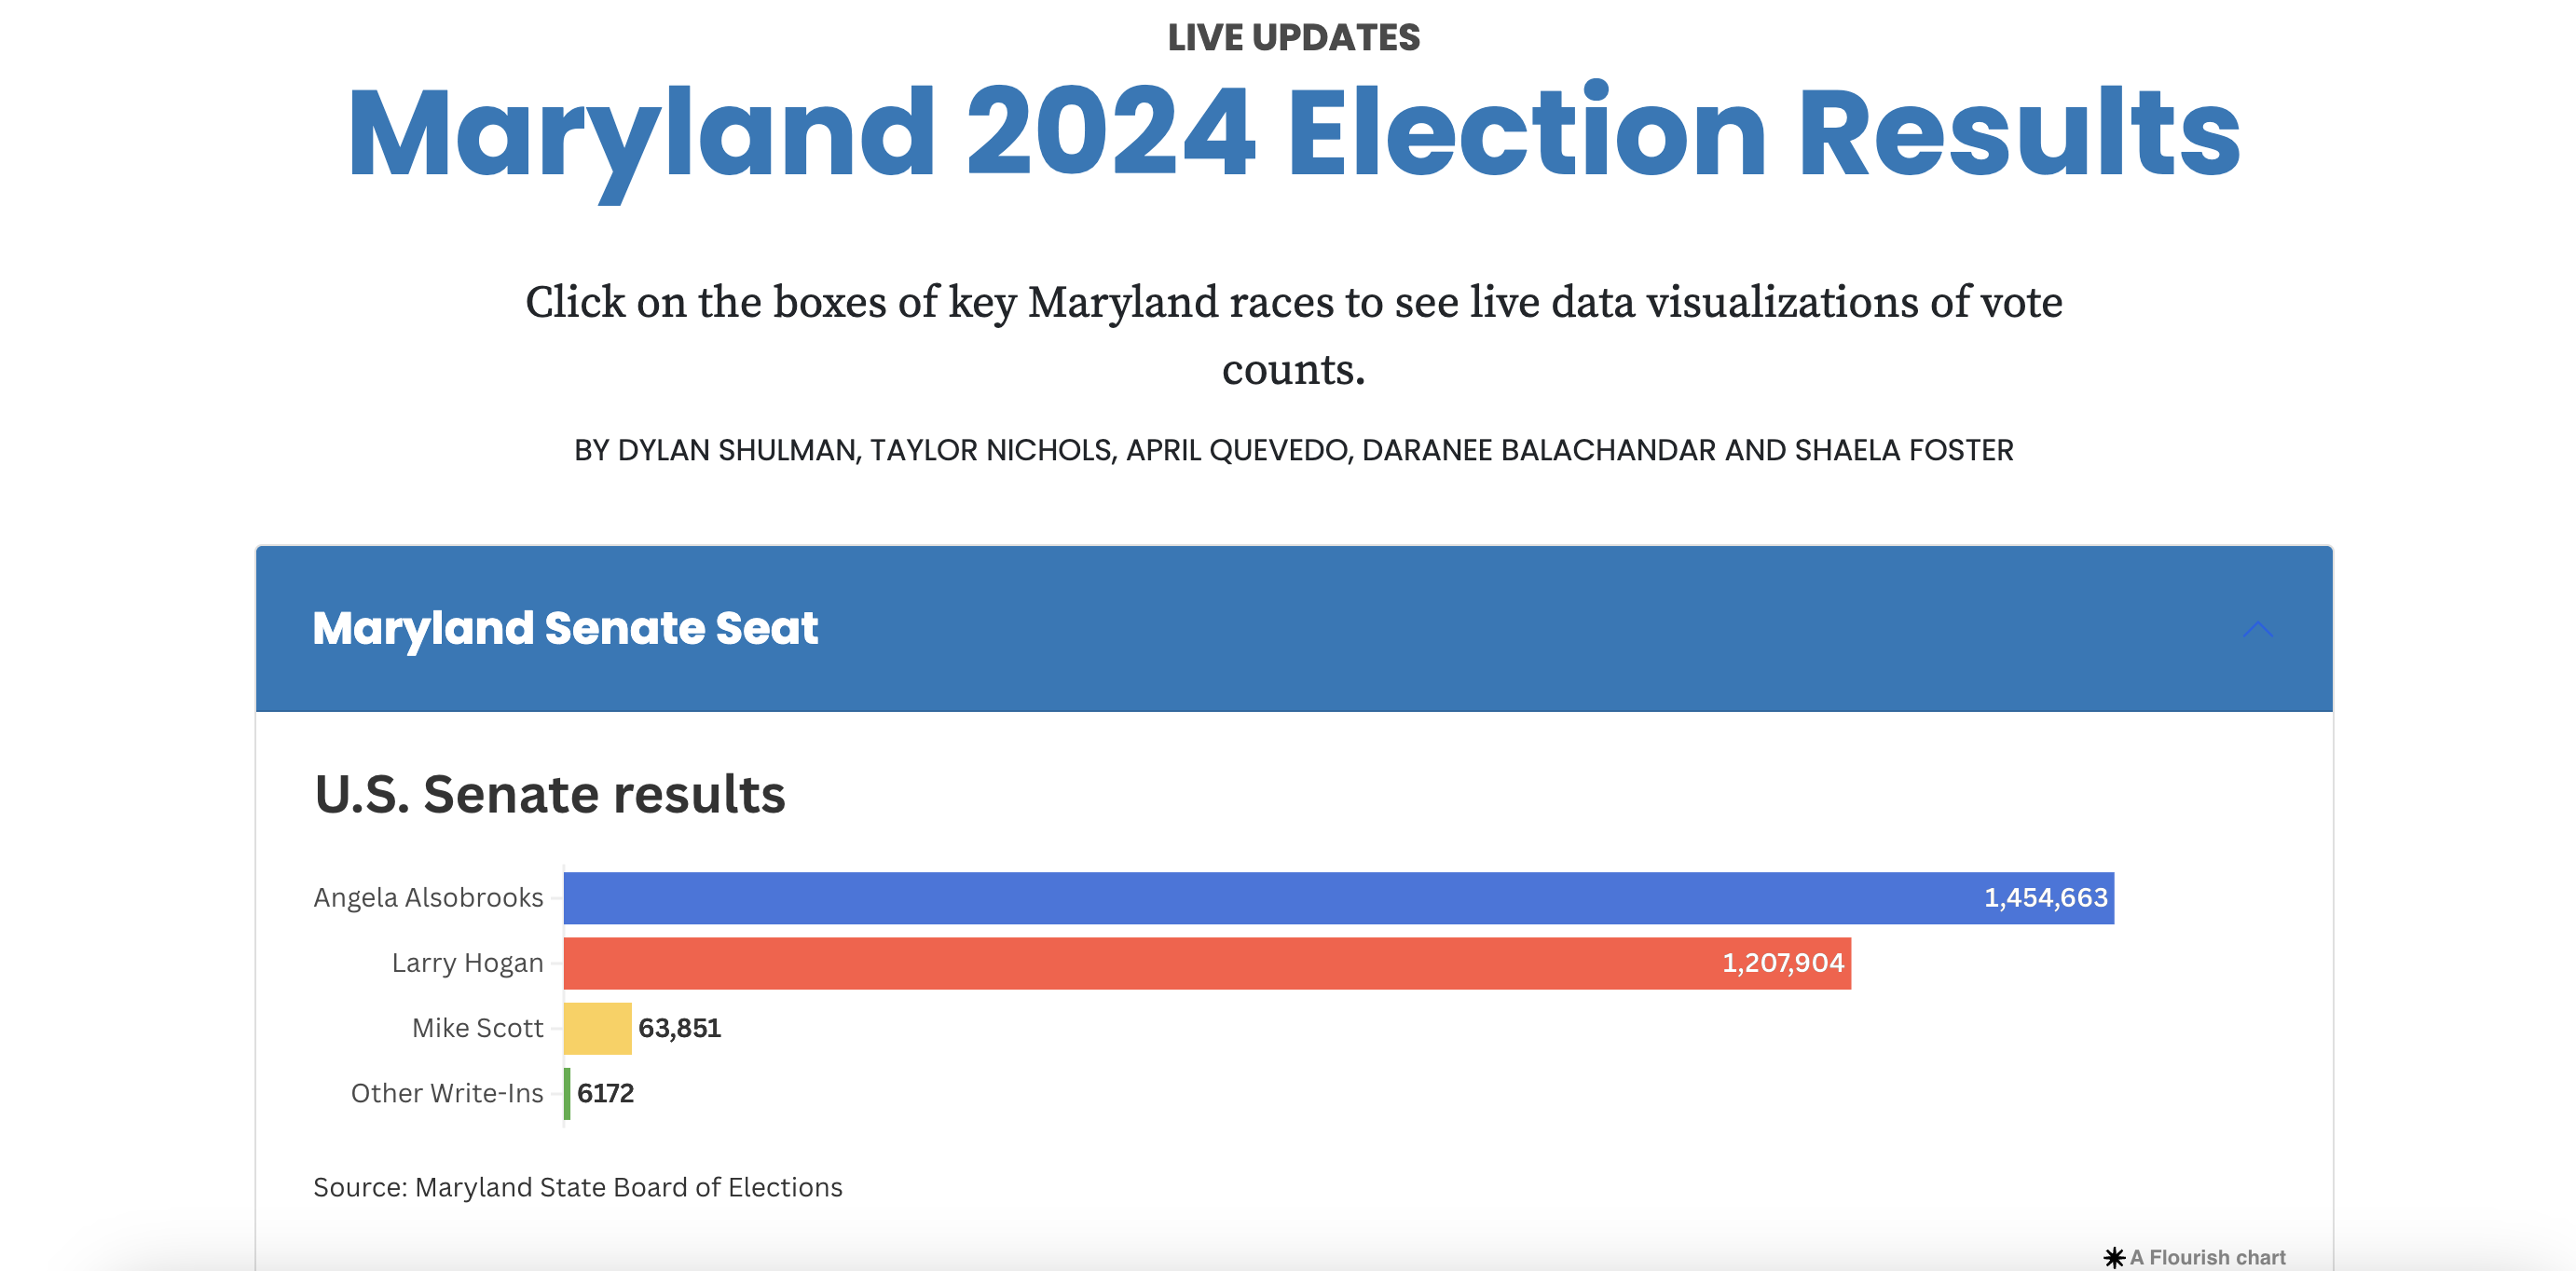 LIVE UPDATES
Maryland 2024 Election Results
Click on the boxes of key Maryland races to see live data visualizations of vote
counts.
BY DYLAN SHULMAN, TAYLOR NICHOLS, APRIL QUEVEDO, DARANEE BALACHANDAR AND SHAELA FOSTER
Maryland Senate Seat
U.S. Senate results
Angela Alsobrooks 1,454,663
Larry Hogan 1,207,904
Mike Scott 63,851
Other Write-Ins 6172
Source: Maryland State Board of Elections
A Flourish chart